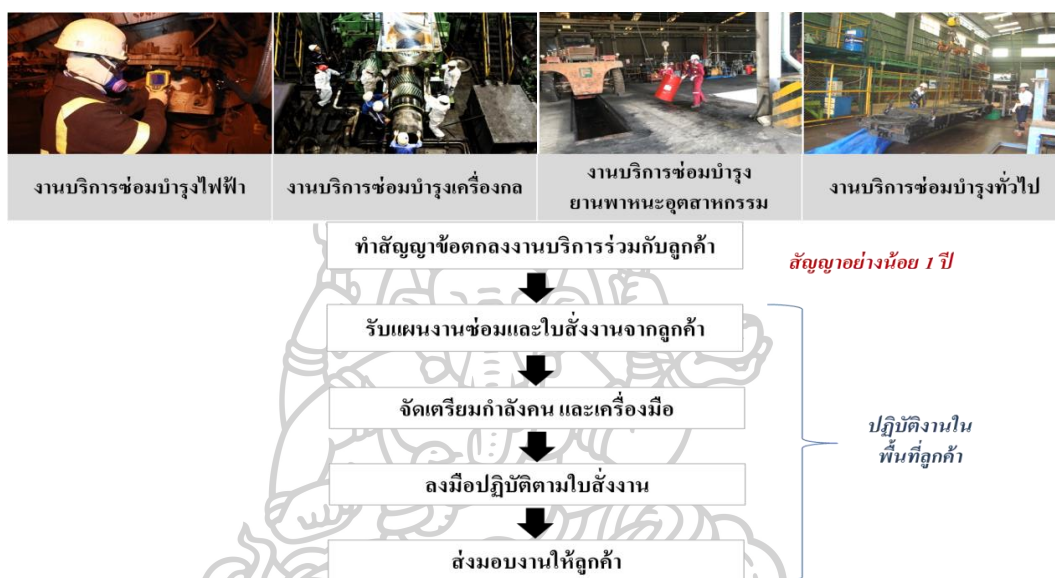 งานบริการซ่อมบำรุงไฟฟ้า
งานบริการซ่อมบำรุงเครื่องกล
งานบริการซ่อมบำรุง
ยานพาหนะอุตสาหกรรม
งานบริการซ่อมบำรุงทั่วไป
ทำสัญญาข้อตกลงงานบริการร่วมกับลูกค้า
สัญญาอย่างน้อย 1 ปี
รับแผนงานซ่อมและใบสั่งงานจากลูกค้า
จัดเตรียมกำลังคน และเครื่องมือ
ปฏิบัติงานใน
พื้นที่ลูกค้า
ลงมือปฏิบัติตามใบสั่งงาน
ส่งมอบงานให้ลูกค้า